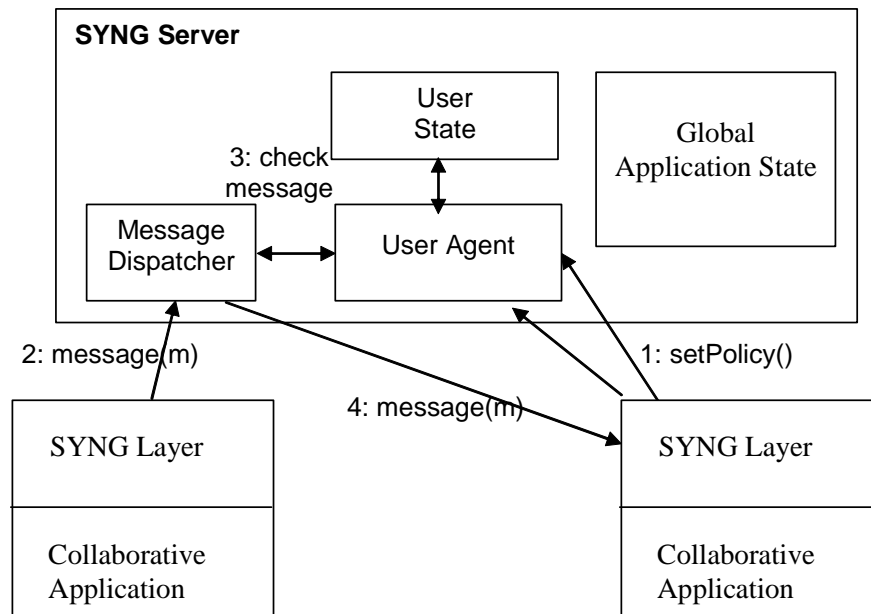 SYNG Server
User
State
Global
Application State
3: check
message
Message
Dispatcher
User Agent
2: message(m)
1: setPolicy()
4: message(m)
SYNG Layer
SYNG Layer
Collaborative
Application
Collaborative
Application